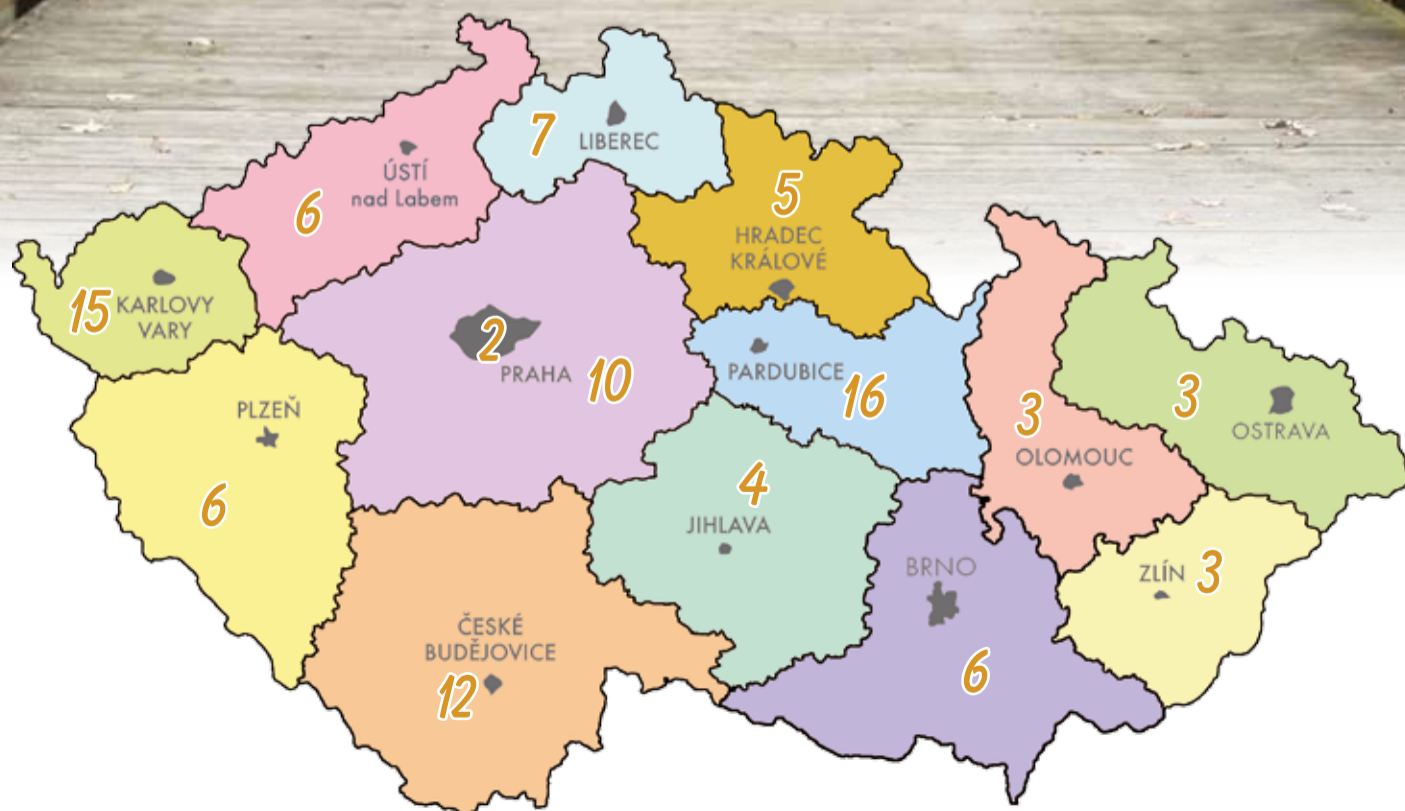 7
LIBEREC
ÚSTÍ
nad Labem
6
5
HRADEC
KRÁLOVÉ
15
KARLOVY
VARY
2
PRAHA
10
PARDUBICE
16
3
OLOMOUC
3
OSTRAVA
PLZEŇ
6
4
JIHLAVA
BRNO
6
ZLÍN
3
ČESKÉ
BUDĚJOVICE
12